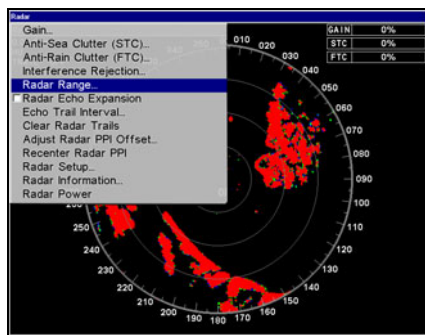 Radar
Gain...
Anti-Sea Clutter (STC)...
Anti-Rain Clutter (FTC)...
Interference Rejection...
Radar Range...
Radar Echo Expansion
Echo Trail Interval...
Clear Radar Trails
Adjust Radar PPI Offset...
Recenter Radar PPI
Radar Setup...
Radar Information...
Radar Power
GAIN 0%
STC 0%
FTC 0%
010
020
030
040
050
060
070
080
090
100
110
120
130
140
150
160
170
180
190
200
210
220
230
240
250